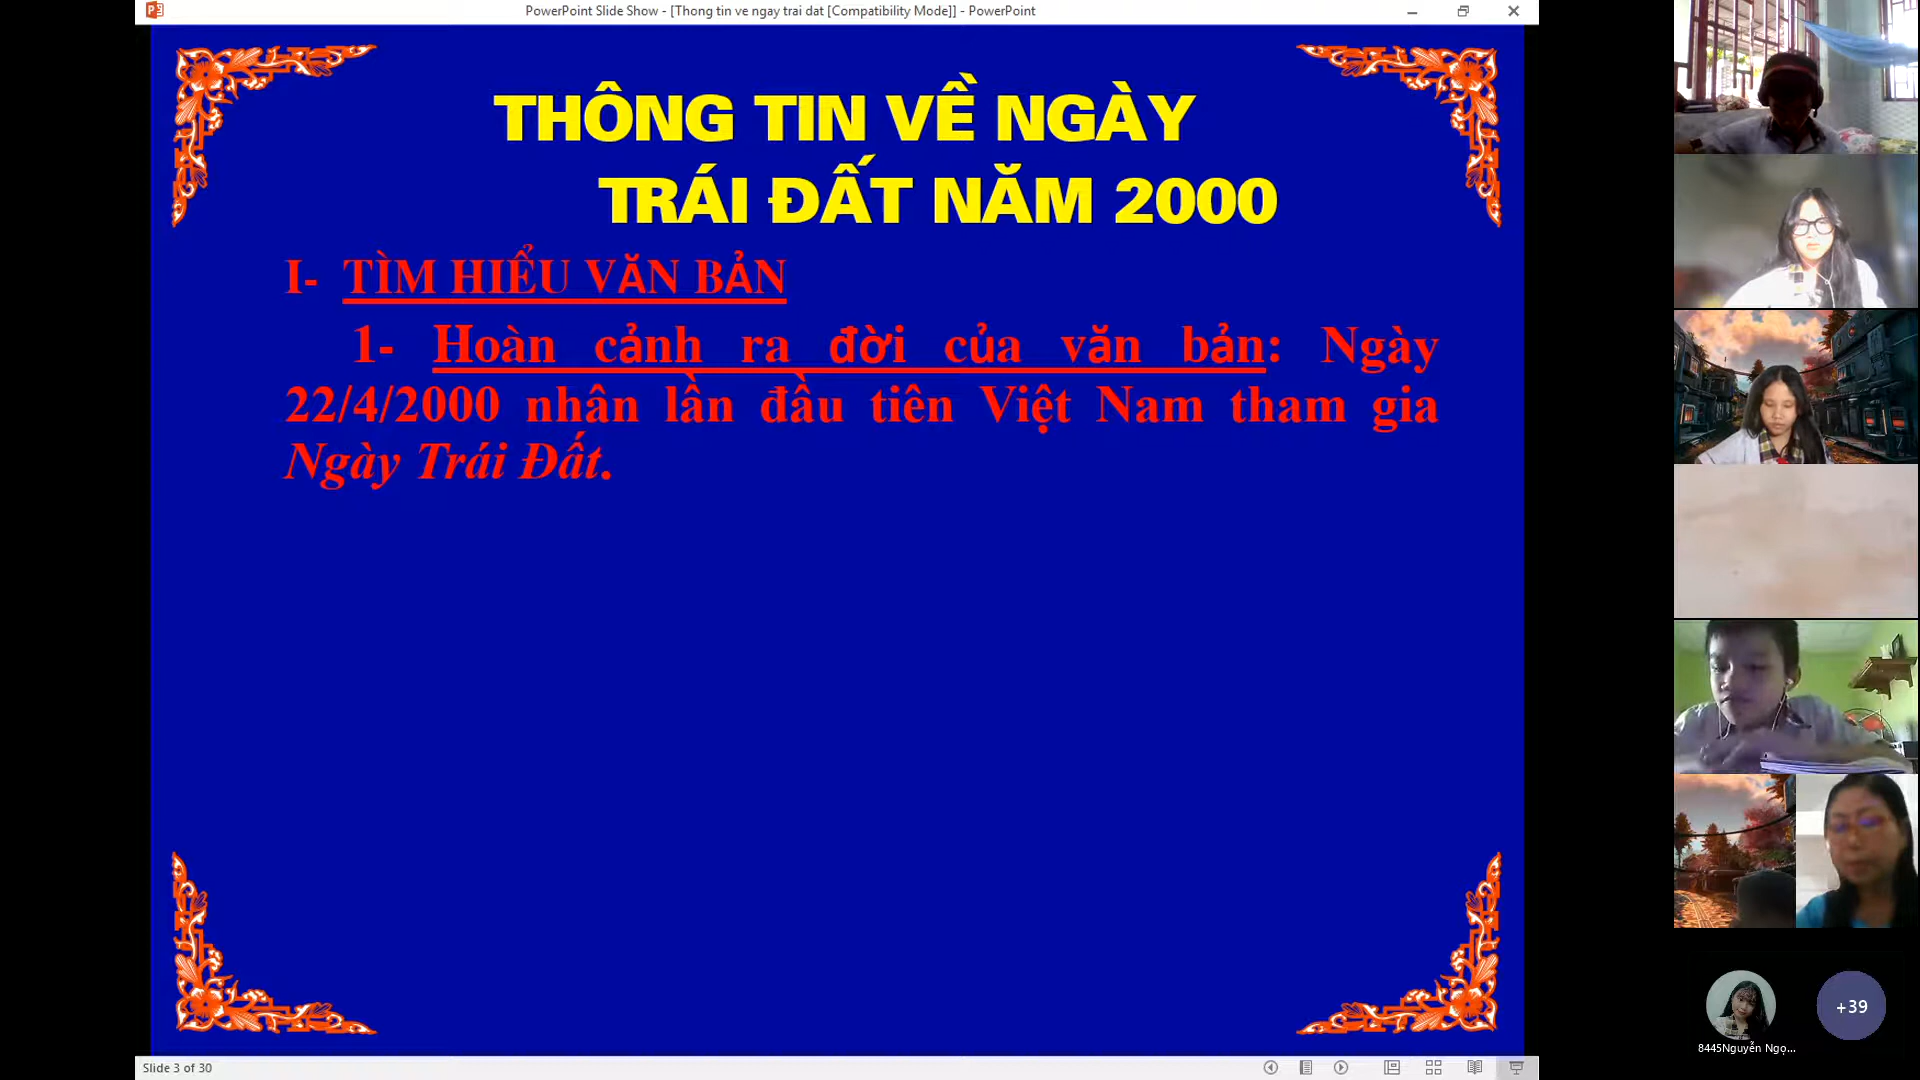 PowerPoint Slide Show - [Thong tin ve ngay trai dat [Compatibility Mode]] - PowerPoint
THÔNG TIN VỀ NGÀY
TRÁI ĐẤT NĂM 2000
I- TÌM HIỂU VĂN BẢN
1- Hoàn cảnh ra đời của văn bản: Ngày
22/4/2000 nhân lần đầu tiên Việt Nam tham gia
Ngày Trái Đất.
+39
8445Nguyễn Ngọ...
Slide 3 of 30